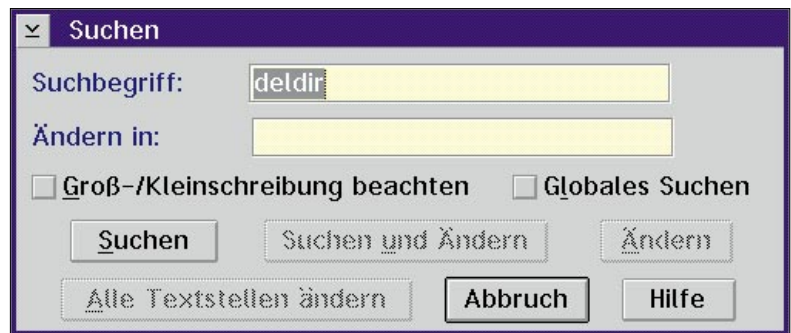 Suchen
Suchbegriff: deldir
Ändern in:
Groß-/Kleinschreibung beachten Globales Suchen
Suchen Suchen und Ändern Ändern
Alle Textstellen ändern Abbruch Hilfe